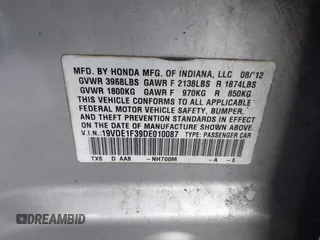 MFD. BY HONDA MFG. OF INDIANA, LLC 08/'12
GVWR 3968LBS GAWR F 2138LBS R 1874LBS
GVWR 1800KG GAWR F 970KG R 850KG
THIS VEHICLE CONFORMS TO ALL APPLICABLE
FEDERAL MOTOR VEHICLE SAFETY, BUMPER,
AND THEFT PREVENTION STANDARDS IN EFFECT ON
THE DATE OF MANUFACTURE SHOWN ABOVE.
V.I.N.:19VDE1F39DE010087 TYPE: PASSENGER CAR
TX6 D AAB -NH700M -A -E